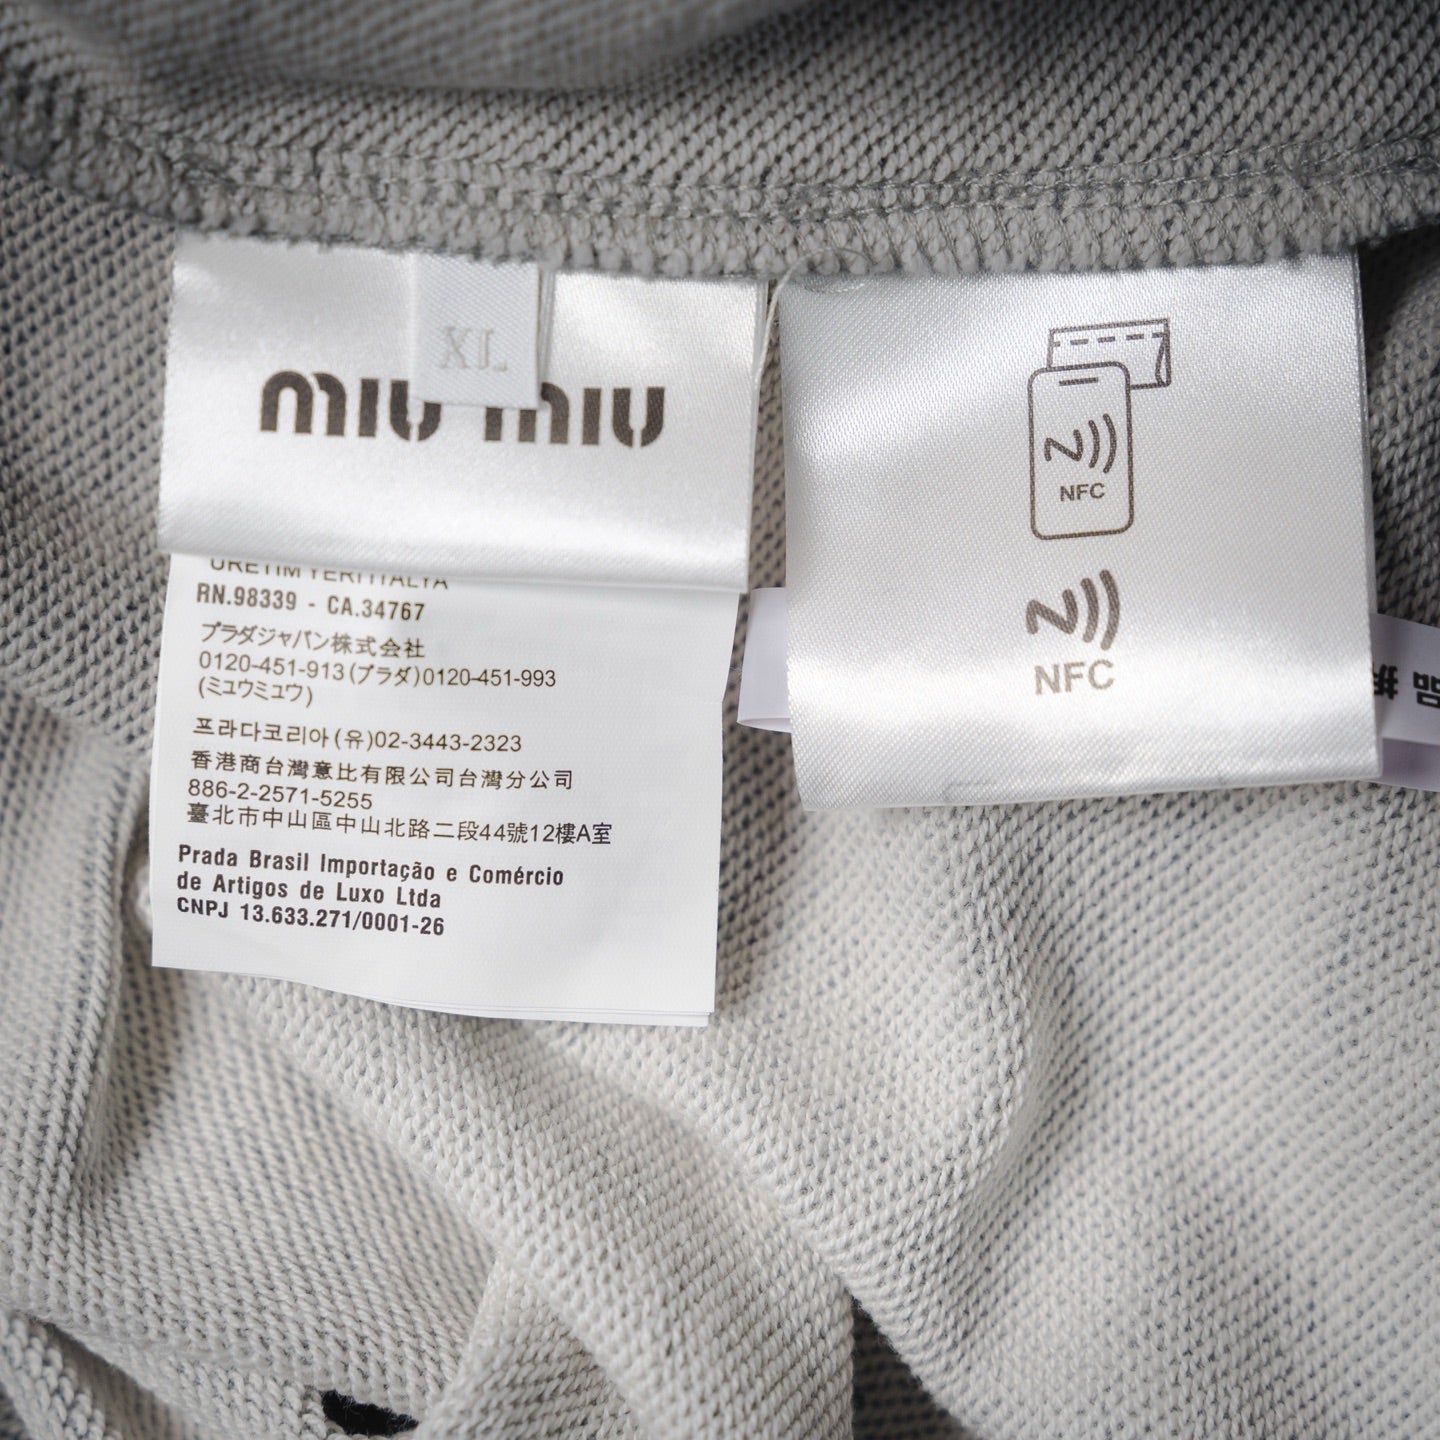 XL
miu miu
ÜRETİM YERİ İTALYA
RN.98339 - CA.34767
プラダジャパン株式会社
0120-451-913(プラダ)0120-451-993
(ミュウミュウ)
프라다코리아(유)02-3443-2323
香港商台灣意比有限公司台灣分公司
886-2-2571-5255
臺北市中山區中山北路二段44號12樓A室
Prada Brasil Importação e Comércio
de Artigos de Luxo Ltda
CNPJ 13.633.271/0001-26
NFC
NFC
品